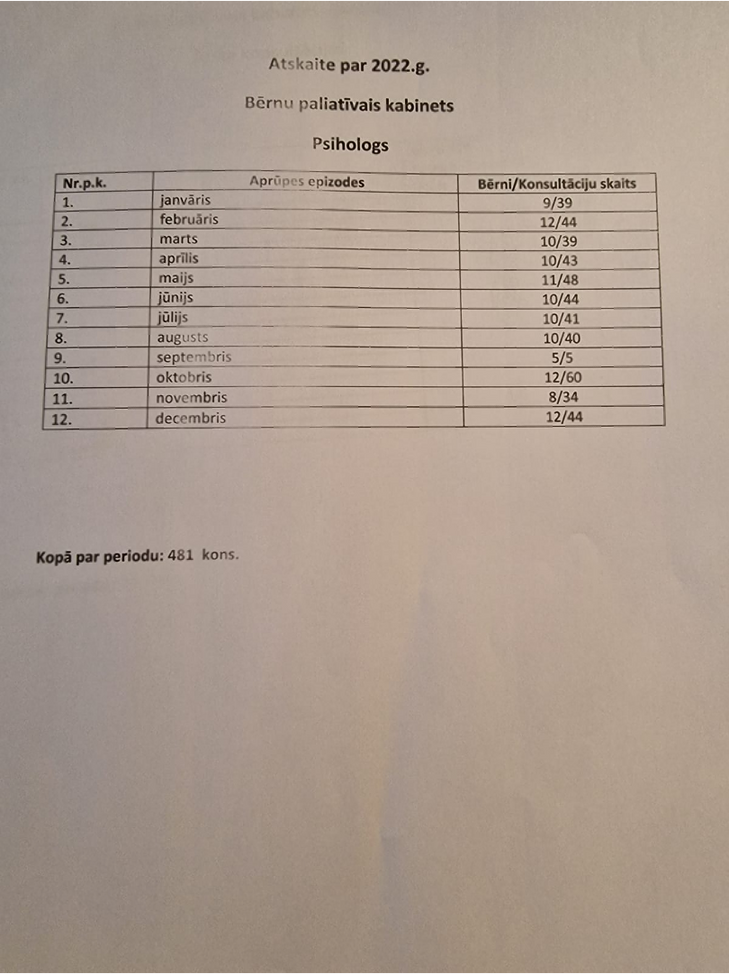 Atskaite par 2022.g.
Bērnu paliatīvais kabinets
Psihologs
Nr.p.k. Aprūpes epizodes Bērni/Konsultāciju skaits
1. janvāris 9/39
2. februāris 12/44
3. marts 10/39
4. aprīlis 10/43
5. maijs 11/48
6. jūnijs 10/44
7. jūlijs 10/41
8. augusts 10/40
9. septembris 5/5
10. oktobris 12/60
11. novembris 8/34
12. decembris 12/44
Kopā par periodu: 481 kons.